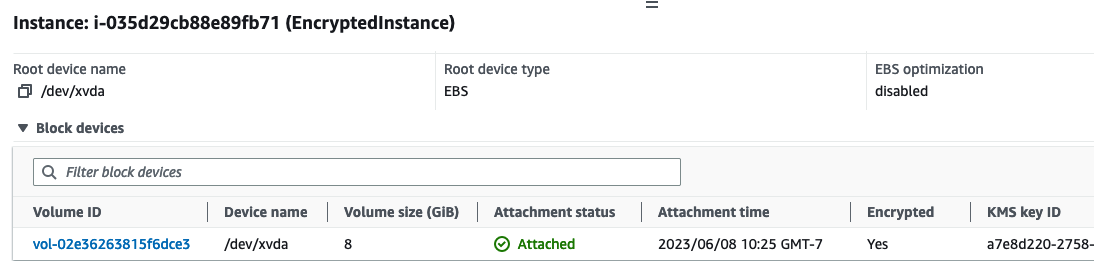 Instance: i-035d29cb88e89fb71 (EncryptedInstance)
Root device name Root device type EBS optimization
/dev/xvda EBS disabled
Block devices
Filter block devices
Volume ID Device name Volume size (GiB) Attachment status Attachment time Encrypted KMS key ID
vol-02e36263815f6dce3 /dev/xvda 8 Attached 2023/06/08 10:25 GMT-7 Yes a7e8d220-2758-